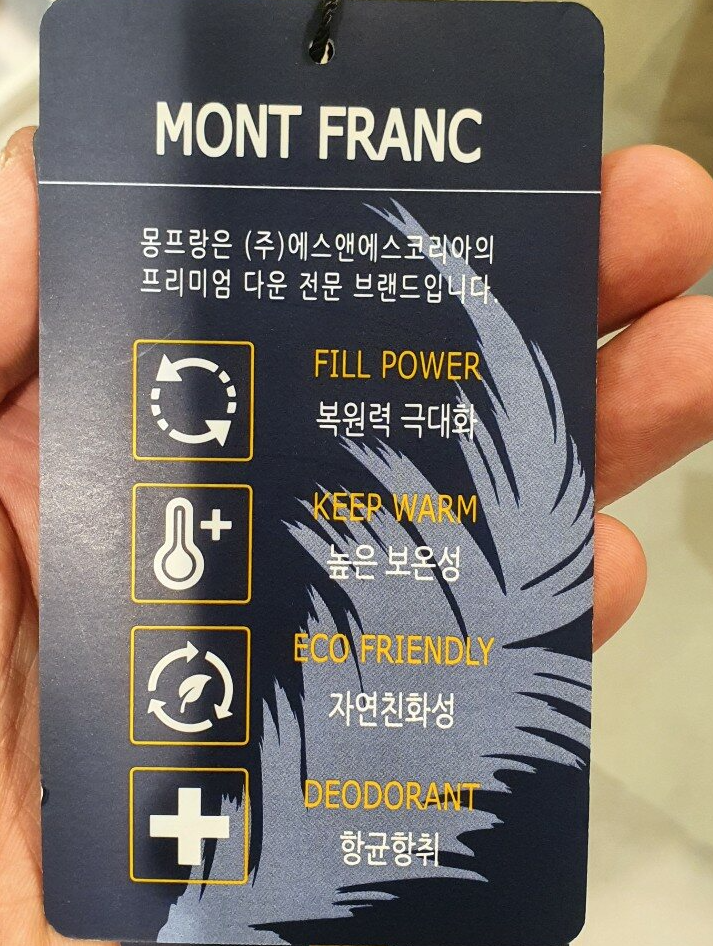 MONT FRANC
몽프랑은 (주)에스앤에스코리아의
프리미엄 다운 전문 브랜드입니다.
FILL POWER
복원력 극대화
KEEP WARM
높은 보온성
ECO FRIENDLY
자연친화성
DEODORANT
항균항취